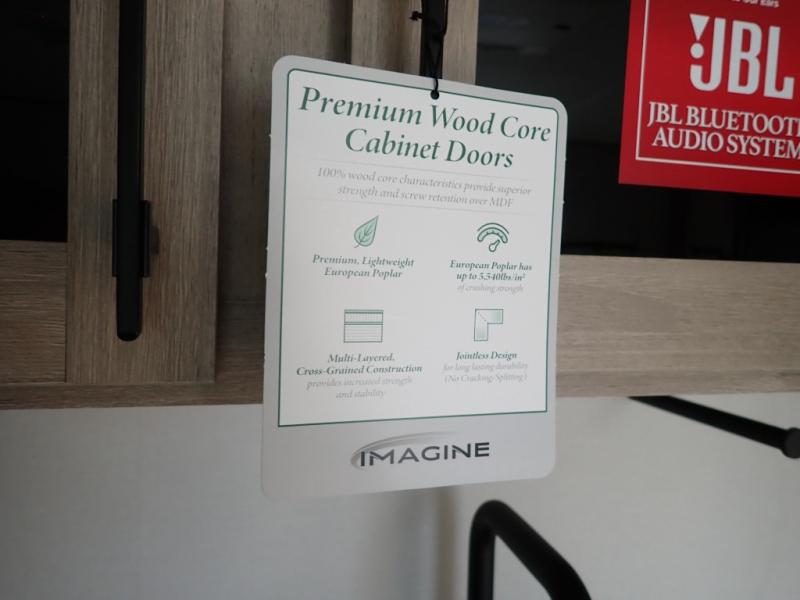 Premium Wood Core
Cabinet Doors
100% wood core characteristics provide superior
strength and screw retention over MDF
Premium, Lightweight
European Poplar
European Poplar has
up to 5,540lbs/in²
of crushing strength
Multi-Layered,
Cross-Grained Construction
provides increased strength
and stability
Jointless Design
for long lasting durability
(No Cracking/Splitting)
IMAGINE
Ears
JBL
JBL BLUETOOTH
AUDIO SYSTEM